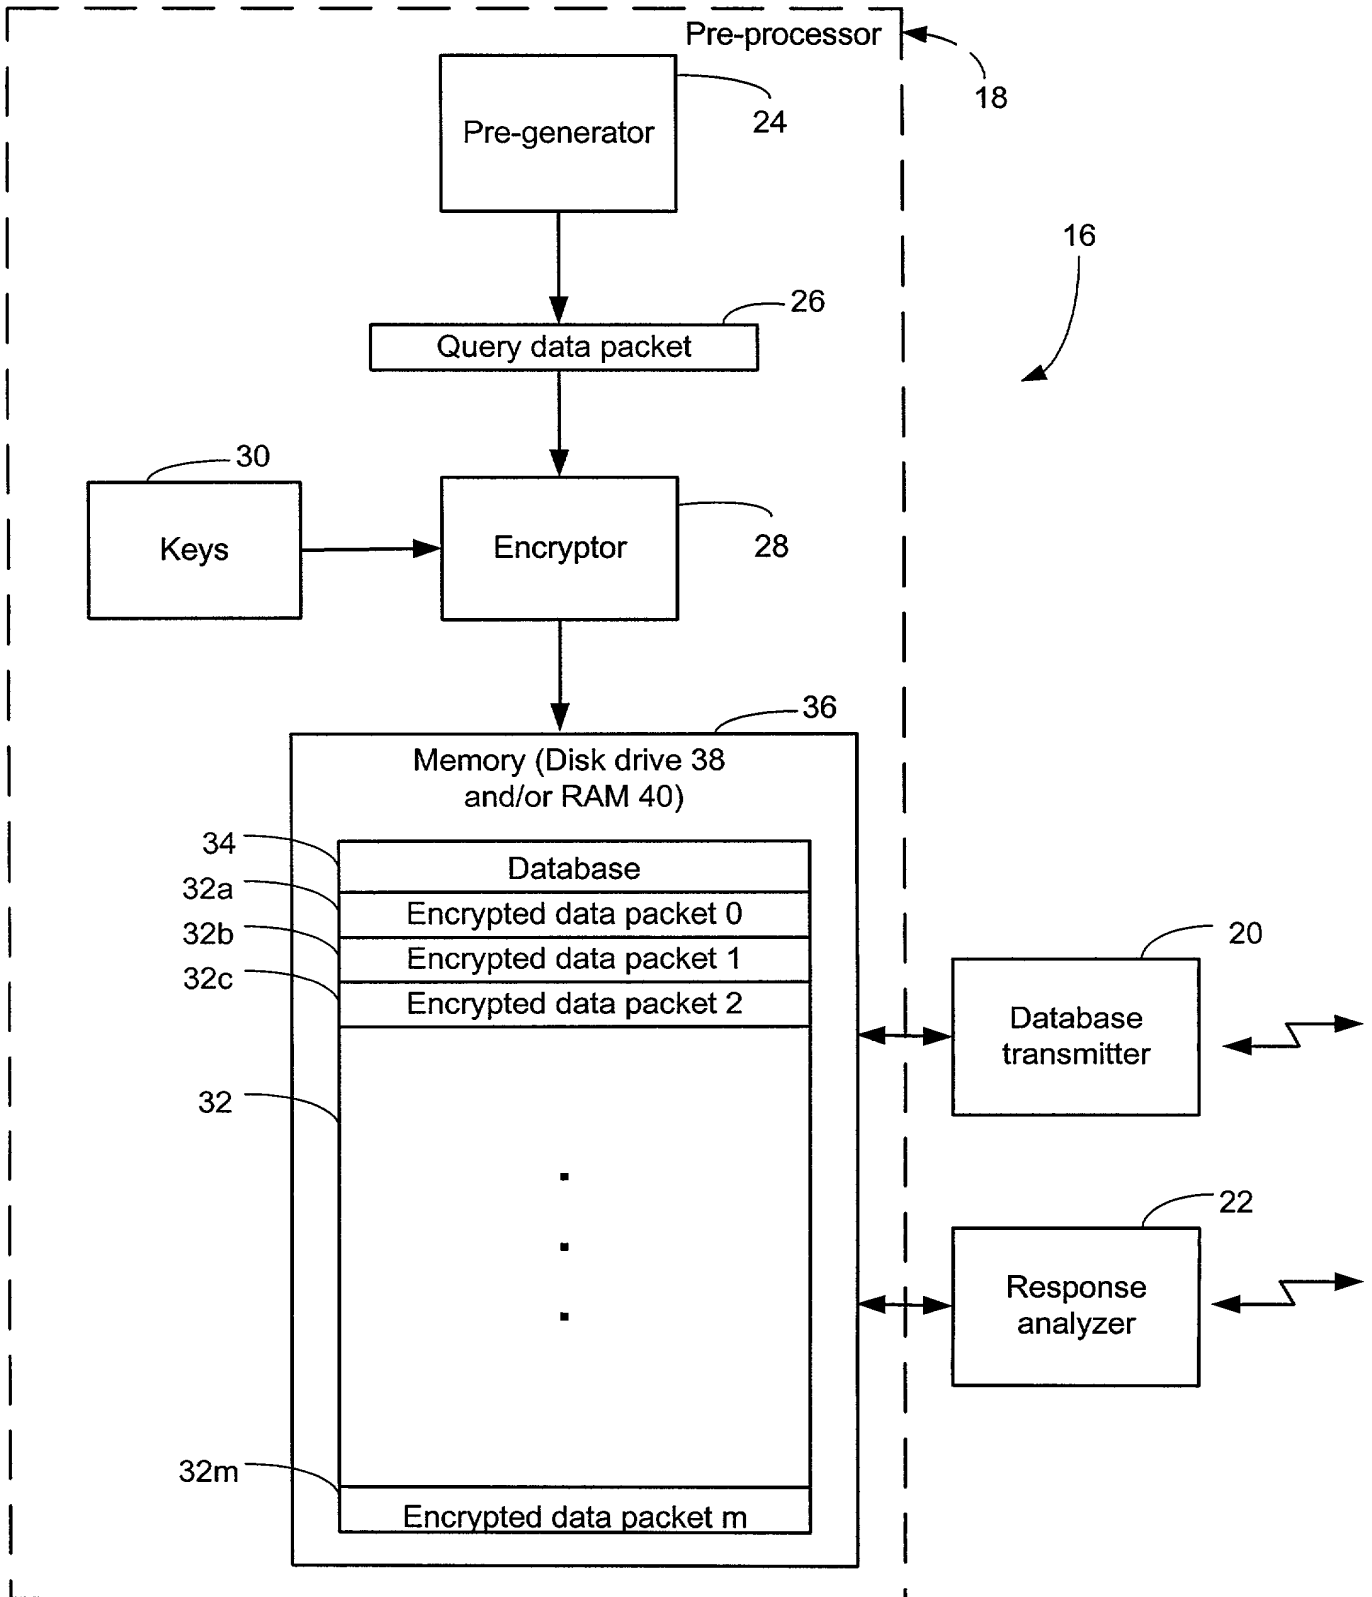 Pre-processor
18
Pre-generator
24
16
26
Query data packet
30
Keys
Encryptor
28
36
Memory (Disk drive 38
and/or RAM 40)
34
Database
32a
Encrypted data packet 0
32b
Encrypted data packet 1
32c
Encrypted data packet 2
20
Database
transmitter
32
22
Response
analyzer
32m
Encrypted data packet m